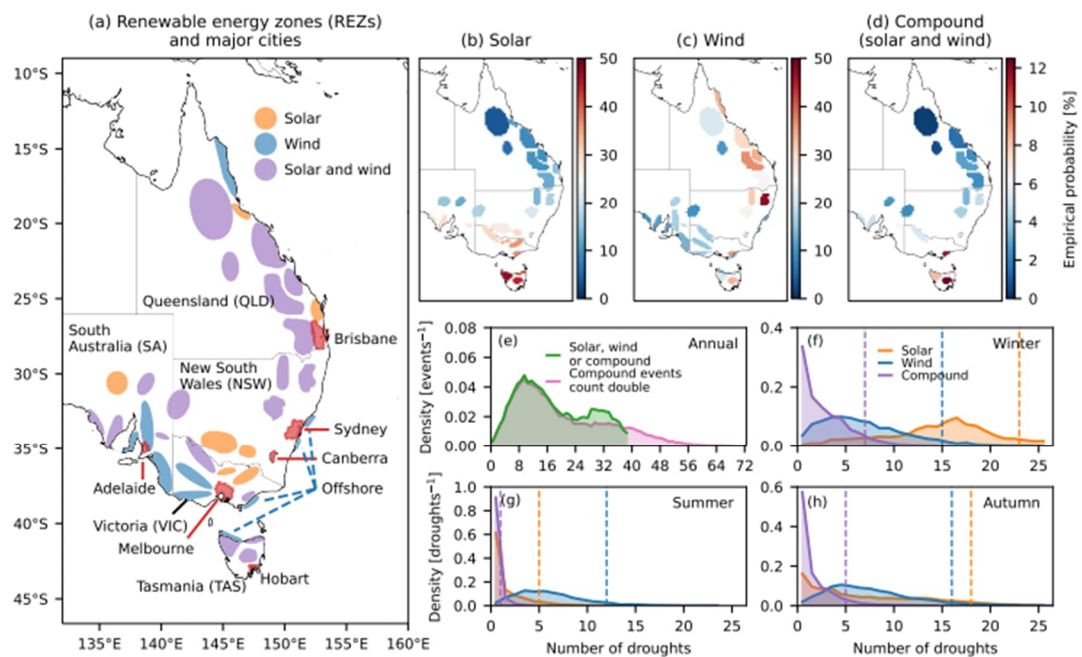 (a) Renewable energy zones (REZs)
and major cities
10°S
15°S
20°S
25°S
30°S
35°S
40°S
45°S
135°E
140°E
145°E
150°E
155°E
160°E
Solar
Wind
Solar and wind
Queensland (QLD)
South
Australia (SA)
New South
Wales (NSW)
Brisbane
Sydney
Canberra
Offshore
Adelaide
Victoria (VIC)
Melbourne
Tasmania (TAS)
Hobart
(b) Solar
50
40
30
20
10
0
(c) Wind
50
40
30
20
10
0
(d) Compound
(solar and wind)
12
10
8
6
4
2
0
Empirical probability [%]
(e)
Annual
Solar, wind
or compound
Compound events
count double
Density [events⁻¹]
0.08
0.06
0.04
0.02
0.00
0 8 16 24 32 40 48 56 64 72
(f)
Winter
Solar
Wind
Compound
0.4
0.2
0.0
0 5 10 15 20 25
(g)
Summer
Density [droughts⁻¹]
1.0
0.8
0.6
0.4
0.2
0.0
0 5 10 15 20 25
Number of droughts
(h)
Autumn
0.6
0.4
0.2
0.0
0 5 10 15 20 25
Number of droughts